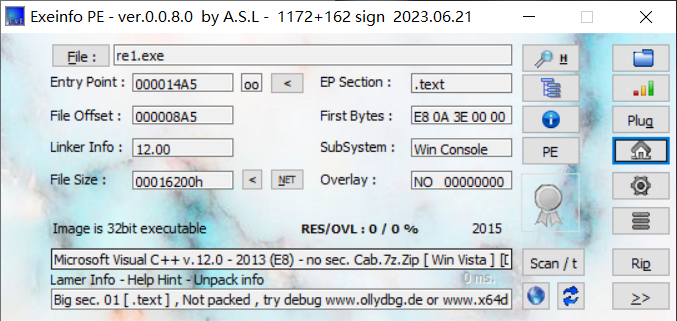 Exeinfo PE - ver.0.0.8.0 by A.S.L - 1172+162 sign 2023.06.21
File : re1.exe H
Entry Point : 000014A5 oo < EP Section : .text
File Offset : 000008A5 First Bytes : E8 0A 3E 00 00 Plug
Linker Info : 12.00 SubSystem : Win Console PE
File Size : 00016200h < NET Overlay : NO 00000000
Image is 32bit executable RES/OVL : 0 / 0 % 2015
Microsoft Visual C++ v.12.0 - 2013 (E8) - no sec. Cab.7z.Zip [ Win Vista ] [D Scan / t Rip
Lamer Info - Help Hint - Unpack info 0 ms.
Big sec. 01 [ .text ] , Not packed , try debug www.ollydbg.de or www.x64d >>